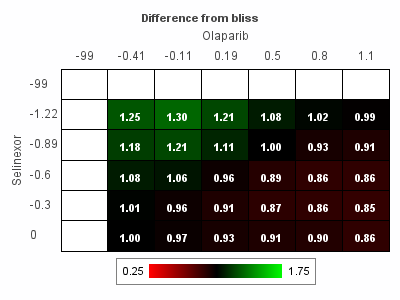 Difference from bliss
Olaparib
-99 -0.41 -0.11 0.19 0.5 0.8 1.1
Selinexor
-99
-1.22 1.25 1.30 1.21 1.08 1.02 0.99
-0.89 1.18 1.21 1.11 1.00 0.93 0.91
-0.6 1.08 1.06 0.96 0.89 0.86 0.86
-0.3 1.01 0.96 0.91 0.87 0.86 0.85
0 1.00 0.97 0.93 0.91 0.90 0.86
0.25 1.75